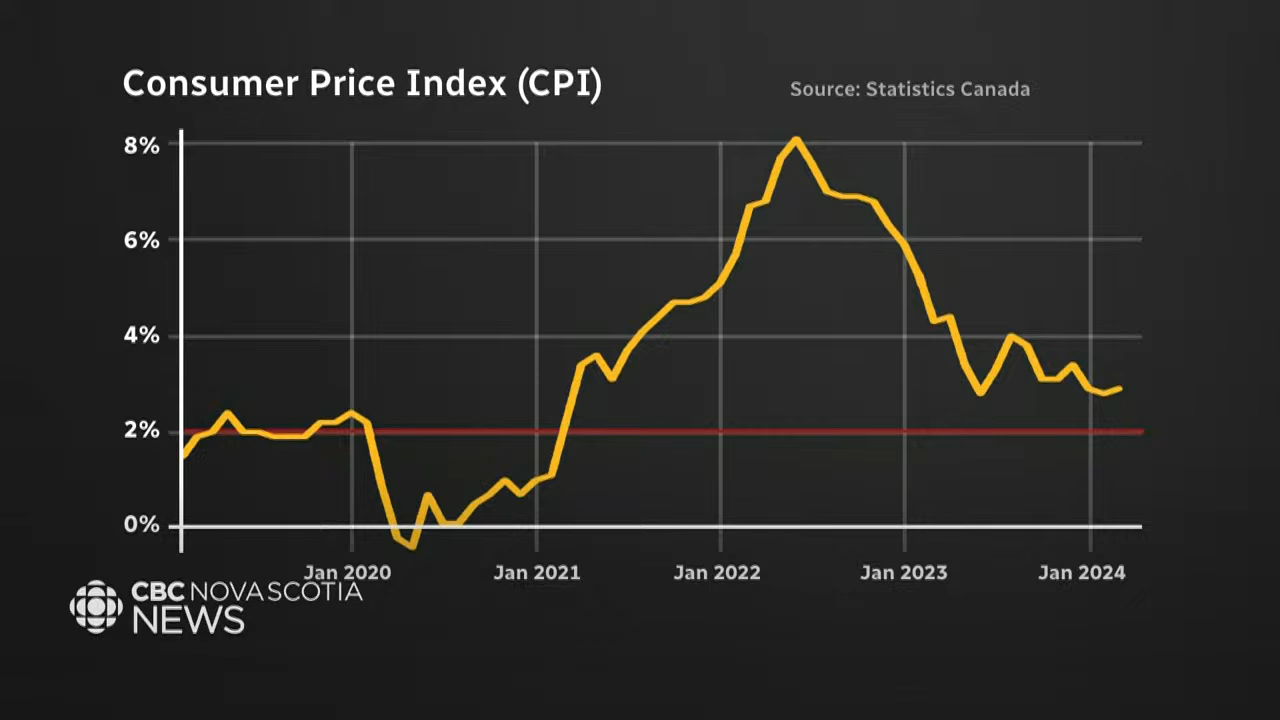 Consumer Price Index (CPI)
Source: Statistics Canada
8%
6%
4%
2%
0%
Jan 2020
Jan 2021
Jan 2022
Jan 2023
Jan 2024
CBC NOVA SCOTIA
NEWS